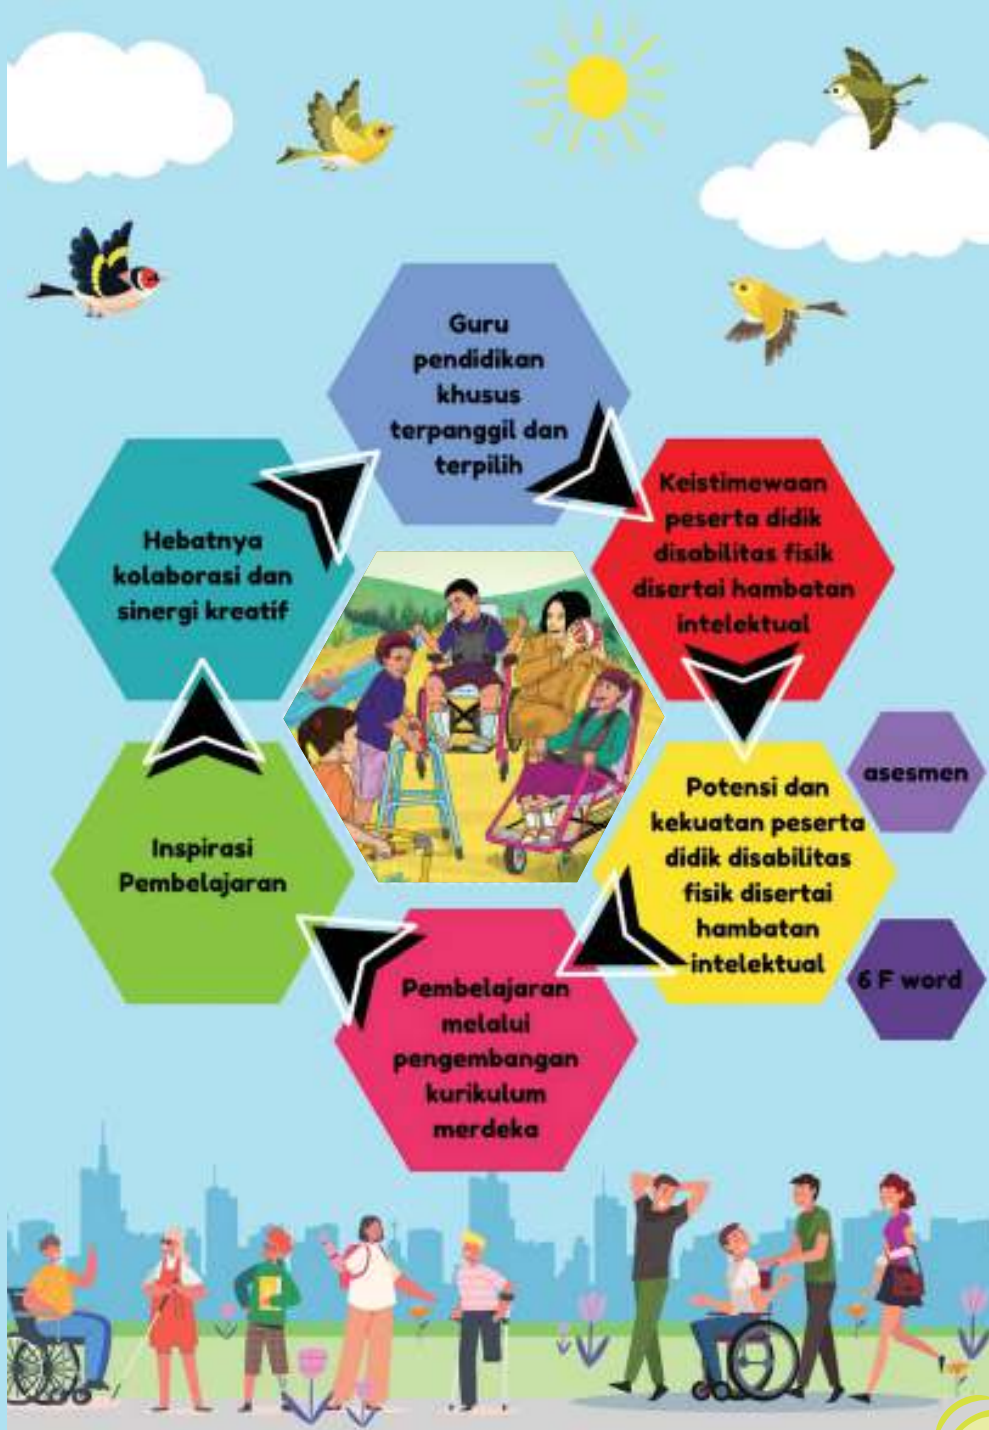 Guru
pendidikan
khusus
terpanggil dan
terpilih
Keistimewaan
peserta didik
disabilitas fisik
disertai hambatan
intelektual
Potensi dan
kekuatan peserta
didik disabilitas
fisik disertai
hambatan
intelektual
asesmen
6 F word
Pembelajaran
melalui
pengembangan
kurikulum
merdeka
Inspirasi
Pembelajaran
Hebatnya
kolaborasi dan
sinergi kreatif